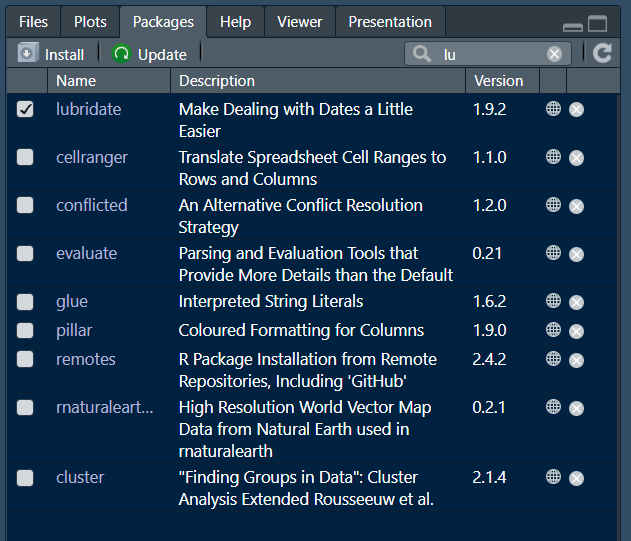 Files Plots Packages Help Viewer Presentation
Install Update lu
Name Description Version
lubridate Make Dealing with Dates a Little 1.9.2
Easier
cellranger Translate Spreadsheet Cell Ranges to 1.1.0
Rows and Columns
conflicted An Alternative Conflict Resolution 1.2.0
Strategy
evaluate Parsing and Evaluation Tools that 0.21
Provide More Details than the Default
glue Interpreted String Literals 1.6.2
pillar Coloured Formatting for Columns 1.9.0
remotes R Package Installation from Remote 2.4.2
Repositories, Including 'GitHub'
rnaturaleart... High Resolution World Vector Map 0.2.1
Data from Natural Earth used in
rnaturalearth
cluster "Finding Groups in Data": Cluster 2.1.4
Analysis Extended Rousseeuw et al.